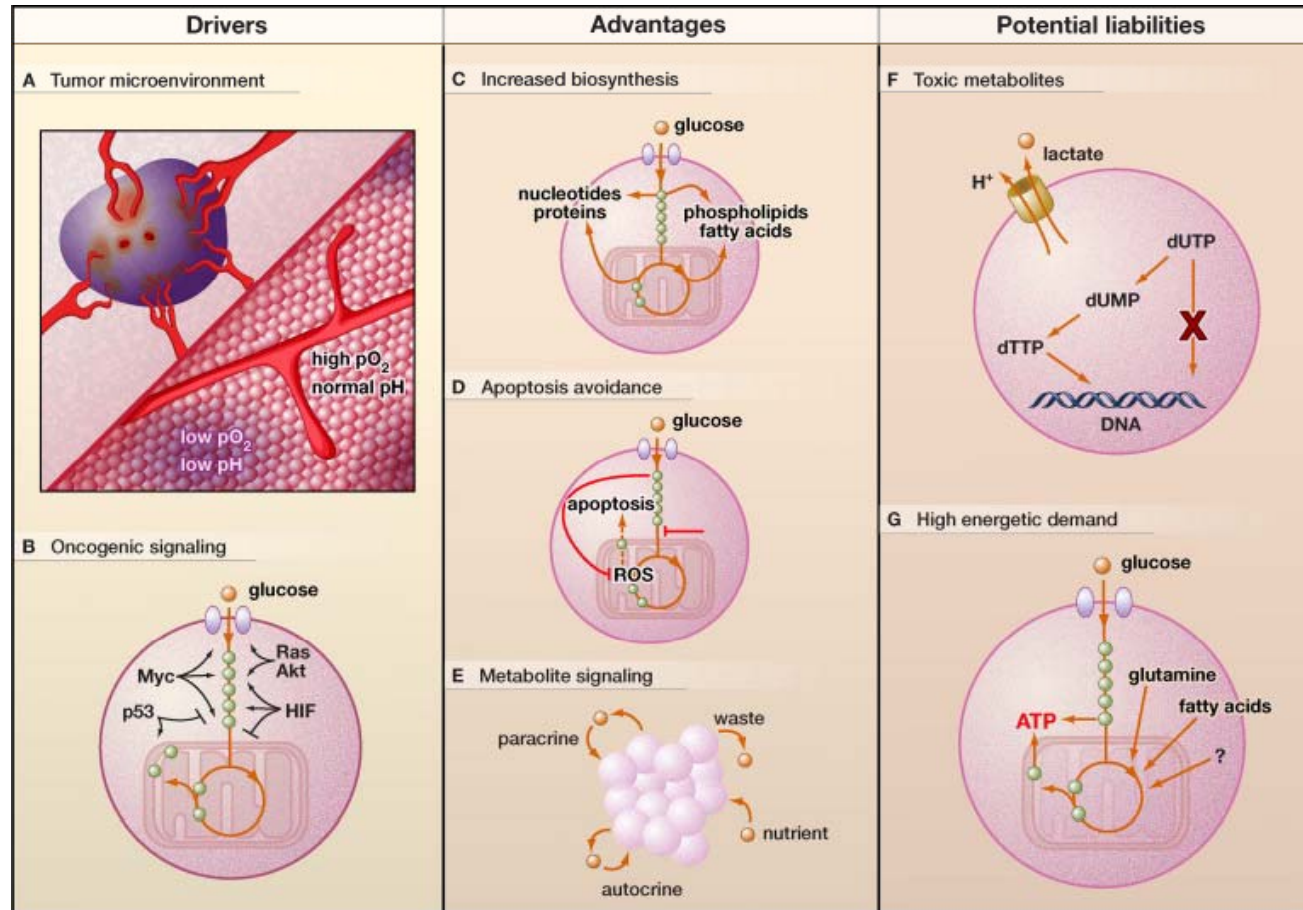 Drivers
Advantages
Potential liabilities
A Tumor microenvironment
high pO2
normal pH
low pO2
low pH
B Oncogenic signaling
glucose
Ras
Akt
Myc
p53
HIF
C Increased biosynthesis
glucose
nucleotides
proteins
phospholipids
fatty acids
D Apoptosis avoidance
glucose
apoptosis
ROS
E Metabolite signaling
waste
paracrine
nutrient
autocrine
F Toxic metabolites
lactate
H+
dUTP
dUMP
X
dTTP
DNA
G High energetic demand
glucose
glutamine
fatty acids
ATP
?